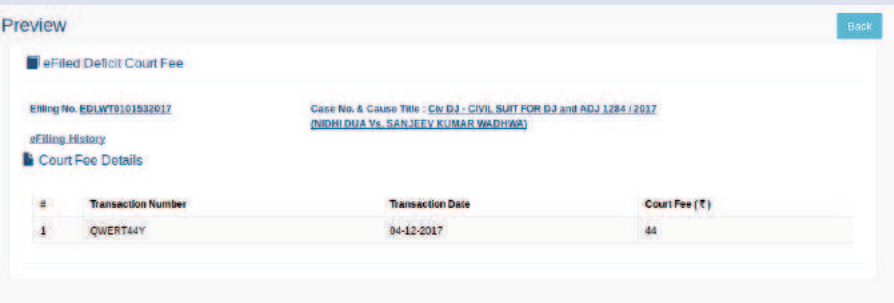 Preview
Back
eFiled Deficit Court Fee
Efiling No. EDLWT0101532017
Case No. & Cause Title : Civ DJ - CIVIL SUIT FOR DJ and ADJ 1284 / 2017
(NIDHI DUA Vs. SANJEEV KUMAR WADHWA)
eFiling History
Court Fee Details
# Transaction Number Transaction Date Court Fee (₹)
1 QWERT44Y 04-12-2017 44